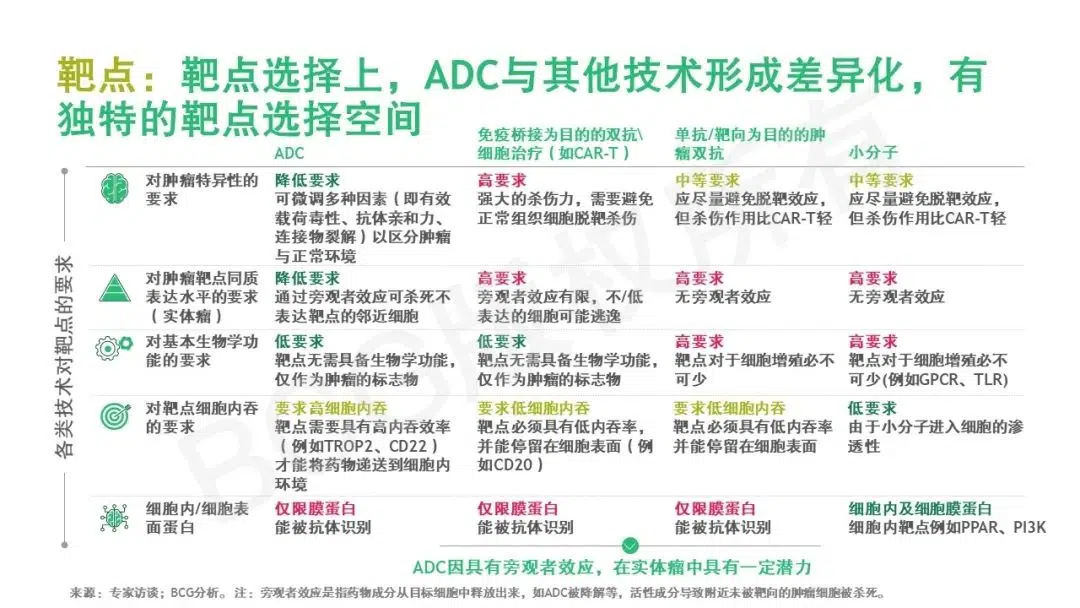 靶点：靶点选择上，ADC与其他技术形成差异化，有
独特的靶点选择空间
ADC
免疫桥接为目的的双抗\
细胞治疗（如CAR-T）
单抗/靶向为目的的肿
瘤双抗
小分子
各类技术对靶点的要求
对肿瘤特异性的
要求
降低要求
可微调多种因素（即有效
载荷毒性、抗体亲和力、
连接物裂解）以区分肿瘤
与正常环境
高要求
强大的杀伤力，需要避免
正常组织细胞脱靶杀伤
中等要求
应尽量避免脱靶效应，
但杀伤作用比CAR-T轻
中等要求
应尽量避免脱靶效应，
但杀伤作用比CAR-T轻
对肿瘤靶点同质
表达水平的要求
（实体瘤）
降低要求
通过旁观者效应可杀死不
表达靶点的邻近细胞
高要求
旁观者效应有限，不/低
表达的细胞可能逃逸
高要求
无旁观者效应
高要求
无旁观者效应
对基本生物学功
能的要求
低要求
靶点无需具备生物学功能，
仅作为肿瘤的标志物
低要求
靶点无需具备生物学功能，
仅作为肿瘤的标志物
高要求
靶点对于细胞增殖必不
可少
高要求
靶点对于细胞增殖必不
可少(例如GPCR、TLR)
对靶点细胞内吞
的要求
要求高细胞内吞
靶点需要具有高内吞效率
（例如TROP2、CD22）
才能将药物递送到细胞内
环境
要求低细胞内吞
靶点必须具有低内吞率，
并能停留在细胞表面（例
如CD20）
要求低细胞内吞
靶点必须具有低内吞率
并能停留在细胞表面
低要求
由于小分子进入细胞的渗
透性
细胞内/细胞表
面蛋白
仅限膜蛋白
能被抗体识别
仅限膜蛋白
能被抗体识别
仅限膜蛋白
能被抗体识别
细胞内及细胞膜蛋白
细胞内靶点例如PPAR、PI3K
ADC因具有旁观者效应，在实体瘤中具有一定潜力
来源：专家访谈；BCG分析。注：旁观者效应是指药物成分从目标细胞中释放出来，如ADC被降解等，活性成分导致附近未被靶向的肿瘤细胞被杀死。
BCG版权所有